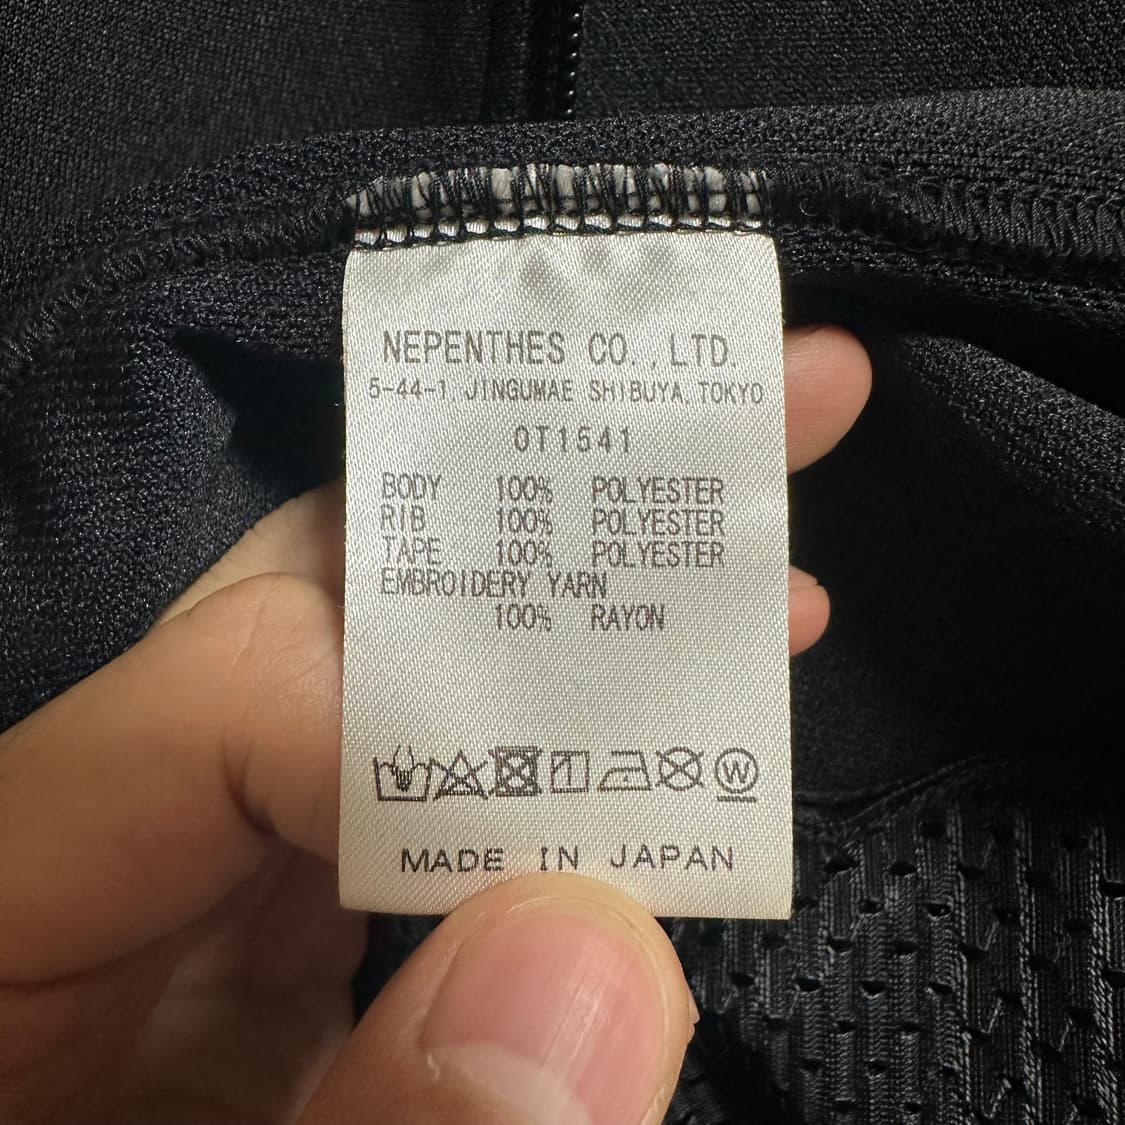 NEPENTHES CO.,LTD.
5-44-1, JINGUMAE SHIBUYA, TOKYO
OT1541
BODY 100% POLYESTER
RIB 100% POLYESTER
TAPE 100% POLYESTER
EMBROIDERY YARN
100% RAYON
W
MADE IN JAPAN